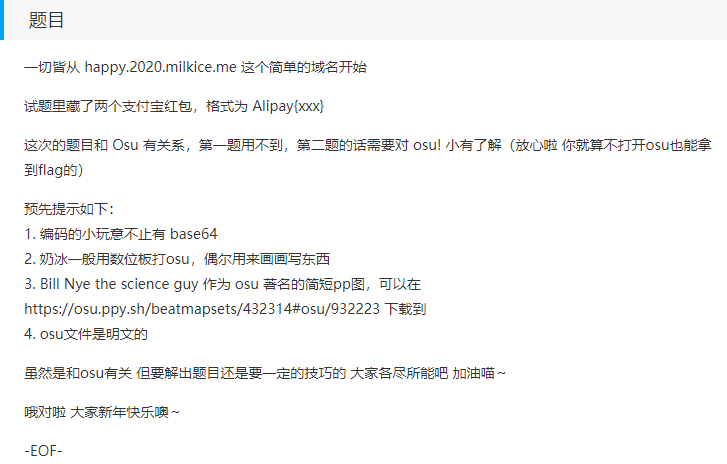 题目
一切皆从 happy.2020.milkice.me 这个简单的域名开始
试题里藏了两个支付宝红包，格式为 Alipay{xxx}
这次的题目和 Osu 有关系，第一题用不到，第二题的话需要对 osu! 小有了解（放心啦 你就算不打开osu也能拿
到flag的）
预先提示如下：
1. 编码的小玩意不止有 base64
2. 奶冰一般用数位板打osu，偶尔用来画画写东西
3. Bill Nye the science guy 作为 osu 著名的简短pp图，可以在
https://osu.ppy.sh/beatmapsets/432314#osu/932223 下载到
4. osu文件是明文的
虽然是和osu有关 但要解出题目还是要一定的技巧的 大家各尽所能吧 加油喵～
哦对啦 大家新年快乐噢～
-EOF-